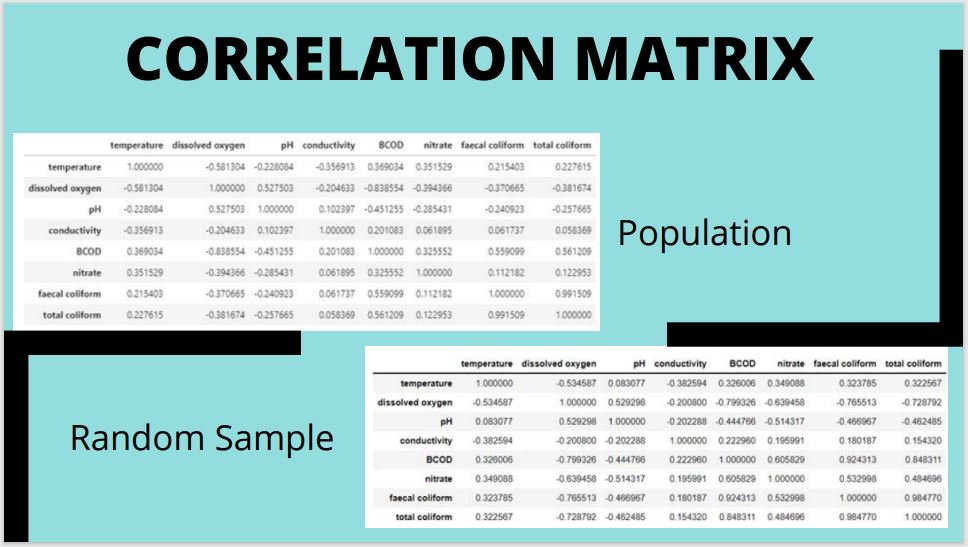 CORRELATION MATRIX
temperature dissolved oxygen pH conductivity BCOD nitrate faecal coliform total coliform
temperature 1.000000 -0.581304 -0.228084 -0.356913 0.369034 0.351529 0.215403 0.227615
dissolved oxygen -0.581304 1.000000 0.527503 -0.204633 -0.838554 -0.394366 -0.370665 -0.381674
pH -0.228084 0.527503 1.000000 0.102397 -0.451255 -0.285431 -0.240923 -0.257665
conductivity -0.356913 -0.204633 0.102397 1.000000 0.201083 0.061895 0.061737 0.058369
BCOD 0.369034 -0.838554 -0.451255 0.201083 1.000000 0.325552 0.559099 0.561209
nitrate 0.351529 -0.394366 -0.285431 0.061895 0.325552 1.000000 0.112182 0.122953
faecal coliform 0.215403 -0.370665 -0.240923 0.061737 0.559099 0.112182 1.000000 0.991509
total coliform 0.227615 -0.381674 -0.257665 0.058369 0.561209 0.122953 0.991509 1.000000
Population
Random Sample
temperature dissolved oxygen pH conductivity BCOD nitrate faecal coliform total coliform
temperature 1.000000 -0.534587 0.083077 -0.382594 0.326006 0.349088 0.323785 0.322567
dissolved oxygen -0.534587 1.000000 0.529298 -0.200800 -0.799326 -0.639458 -0.765513 -0.728792
pH 0.083077 0.529298 1.000000 -0.202288 -0.444766 -0.514317 -0.466967 -0.462485
conductivity -0.382594 -0.200800 -0.202288 1.000000 0.222960 0.195991 0.180187 0.154320
BCOD 0.326006 -0.799326 -0.444766 0.222960 1.000000 0.605829 0.924313 0.848311
nitrate 0.349088 -0.639458 -0.514317 0.195991 0.605829 1.000000 0.532998 0.484696
faecal coliform 0.323785 -0.765513 -0.466967 0.180187 0.924313 0.532998 1.000000 0.984770
total coliform 0.322567 -0.728792 -0.462485 0.154320 0.848311 0.484696 0.984770 1.000000